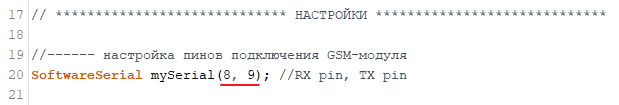 17 // ***************************** НАСТРОЙКИ *****************************
18
19 //------ настройка пинов подключения GSM-модуля
20 SoftwareSerial mySerial(8, 9); //RX pin, TX pin
21